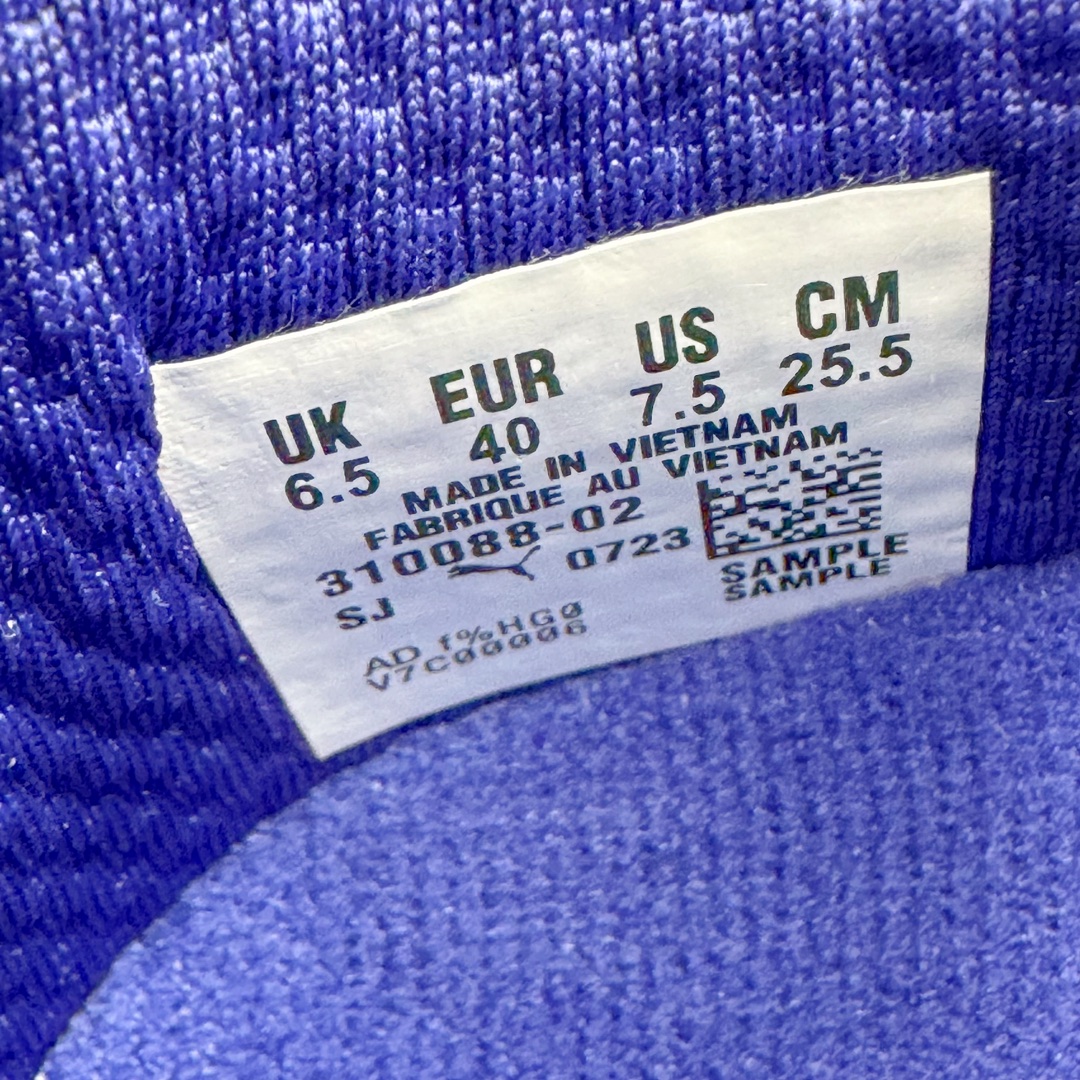 UK EUR US CM
6.5 40 7.5 25.5
MADE IN VIETNAM
FABRIQUE AU VIETNAM
310088-02
SJ 0723
SAMPLE
SAMPLE
AD f%HG0
V7C00006